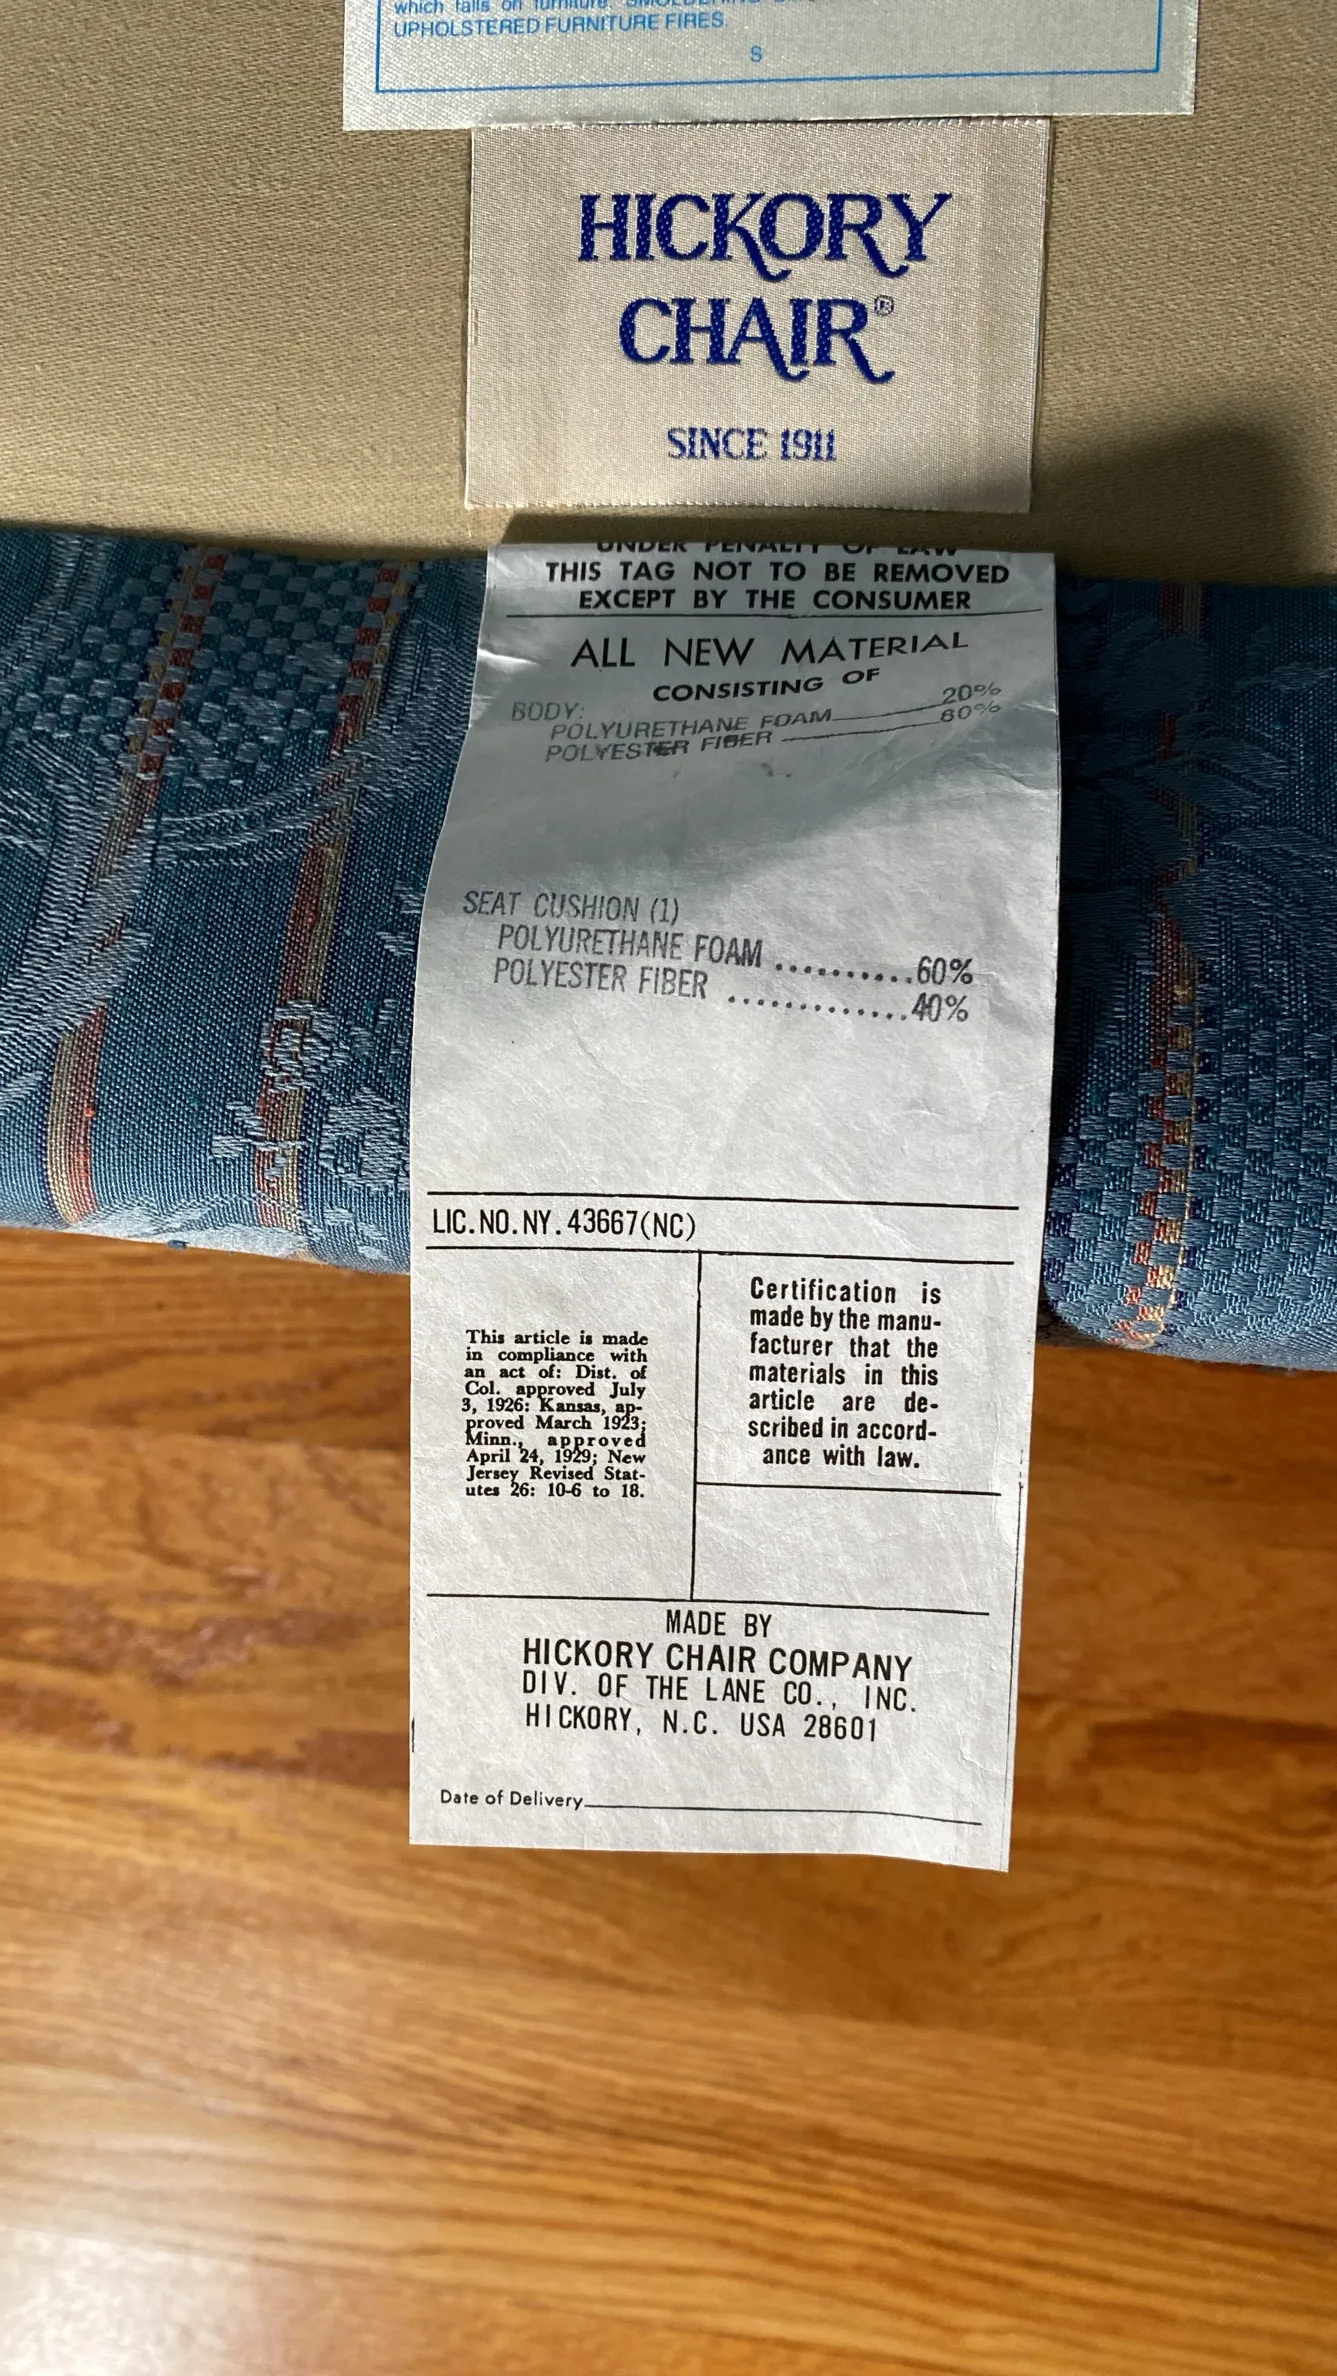 which falls on furniture.
UPHOLSTERED FURNITURE FIRES.
S
HICKORY
CHAIR®
SINCE 1911
UNDER PENALTY OF LAW
THIS TAG NOT TO BE REMOVED
EXCEPT BY THE CONSUMER
ALL NEW MATERIAL
CONSISTING OF
BODY:
POLYURETHANE FOAM 20%
POLYESTER FIBER 80%
SEAT CUSHION (1)
POLYURETHANE FOAM ..........60%
POLYESTER FIBER .............40%
LIC.NO.NY.43667(NC)
This article is made
in compliance with
an act of: Dist. of
Col. approved July
3, 1926: Kansas, ap-
proved March 1923;
Minn., approved
April 24, 1929; New
Jersey Revised Stat-
utes 26: 10-6 to 18.
Certification is
made by the manu-
facturer that the
materials in this
article are de-
scribed in accord-
ance with law.
MADE BY
HICKORY CHAIR COMPANY
DIV. OF THE LANE CO., INC.
HICKORY, N.C. USA 28601
Date of Delivery